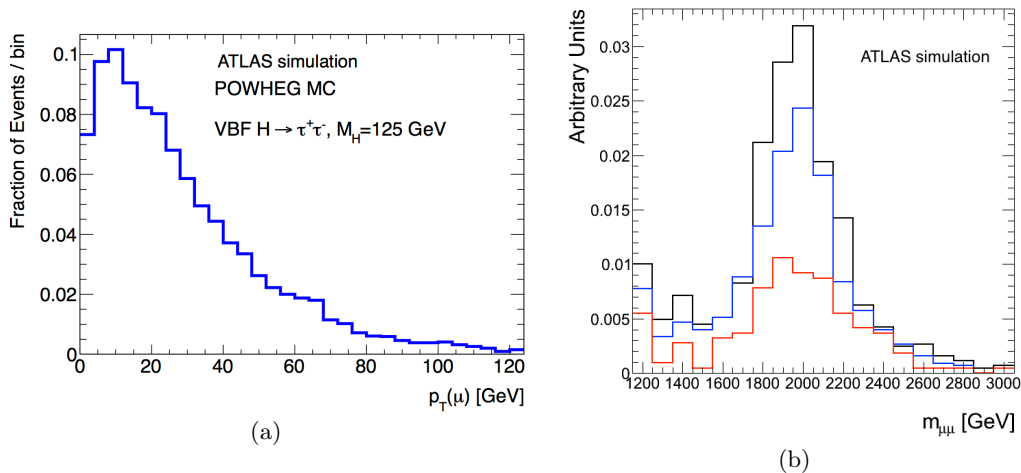 0.1
0.08
0.06
0.04
0.02
0
0 20 40 60 80 100 120
Fraction of Events / bin
ATLAS simulation
POWHEG MC
VBF H → τ⁺τ⁻, M_H=125 GeV
p_T(μ) [GeV]
(a)
0.03
0.025
0.02
0.015
0.01
0.005
0
1200 1400 1600 1800 2000 2200 2400 2600 2800 3000
Arbitrary Units
ATLAS simulation
m_μμ [GeV]
(b)